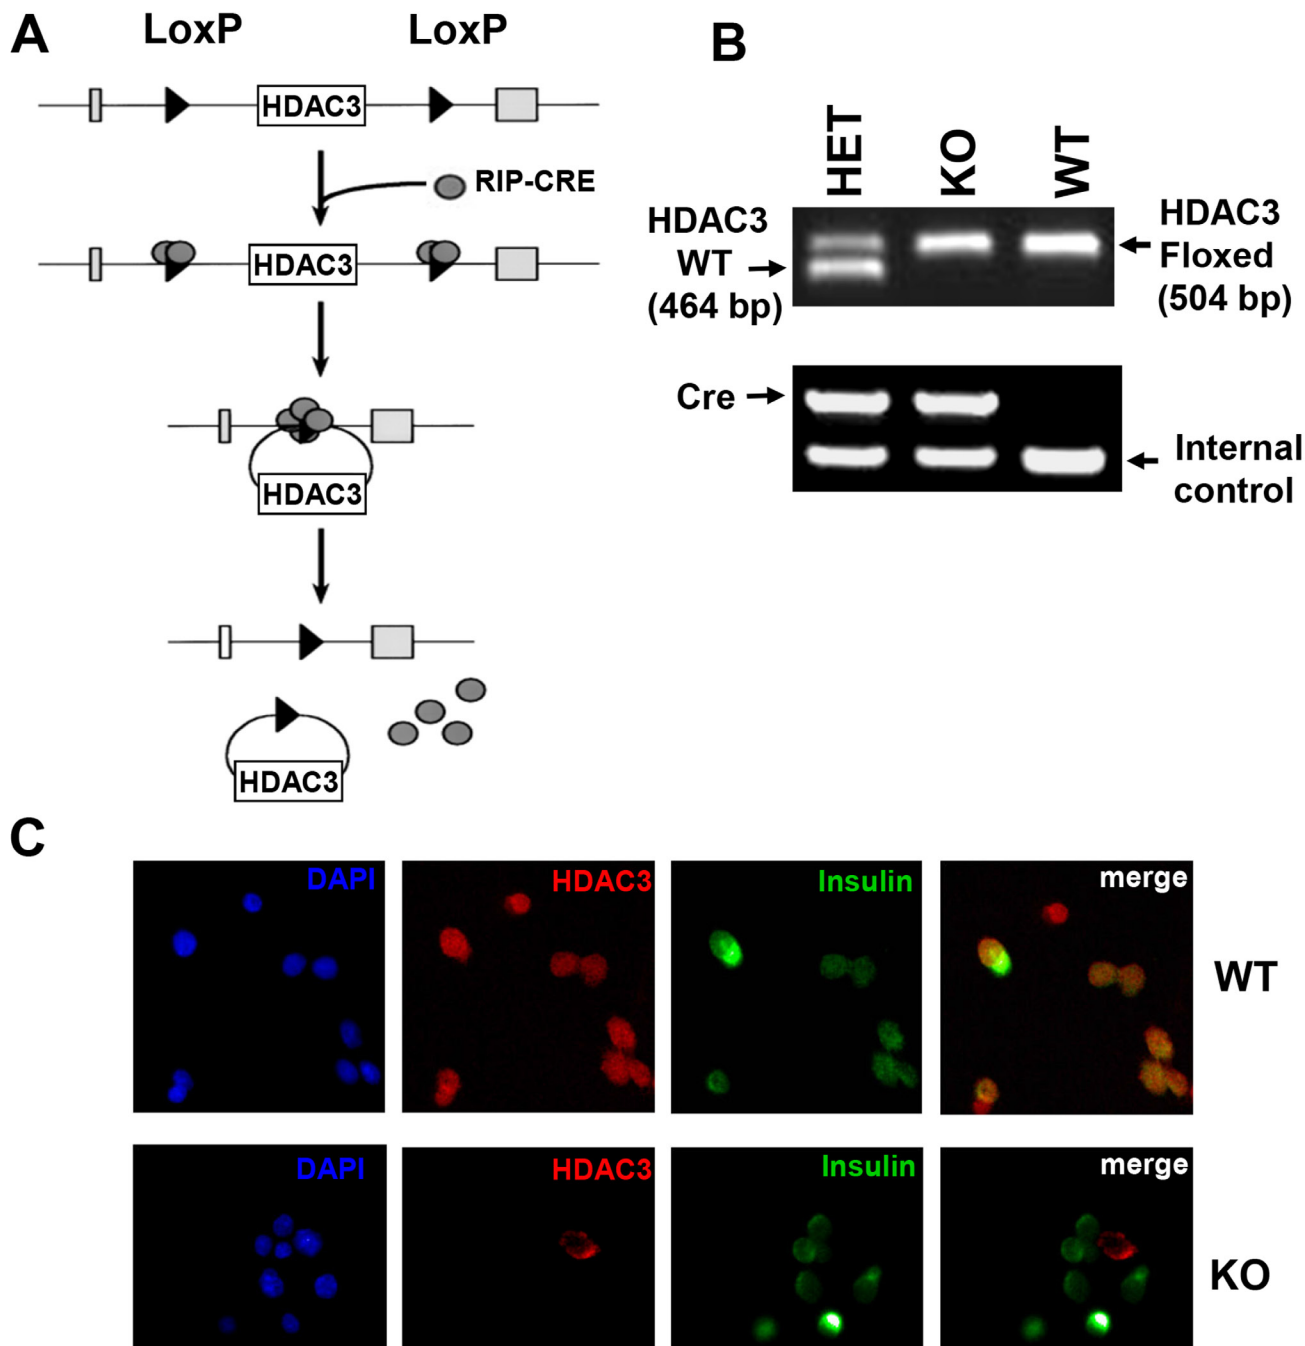 A
LoxP LoxP
HDAC3
RIP-CRE
HDAC3
HDAC3
HDAC3
B
HET KO WT
HDAC3
WT
(464 bp)
HDAC3
Floxed
(504 bp)
Cre
Internal
control
C
DAPI HDAC3 Insulin merge
WT
DAPI HDAC3 Insulin merge
KO